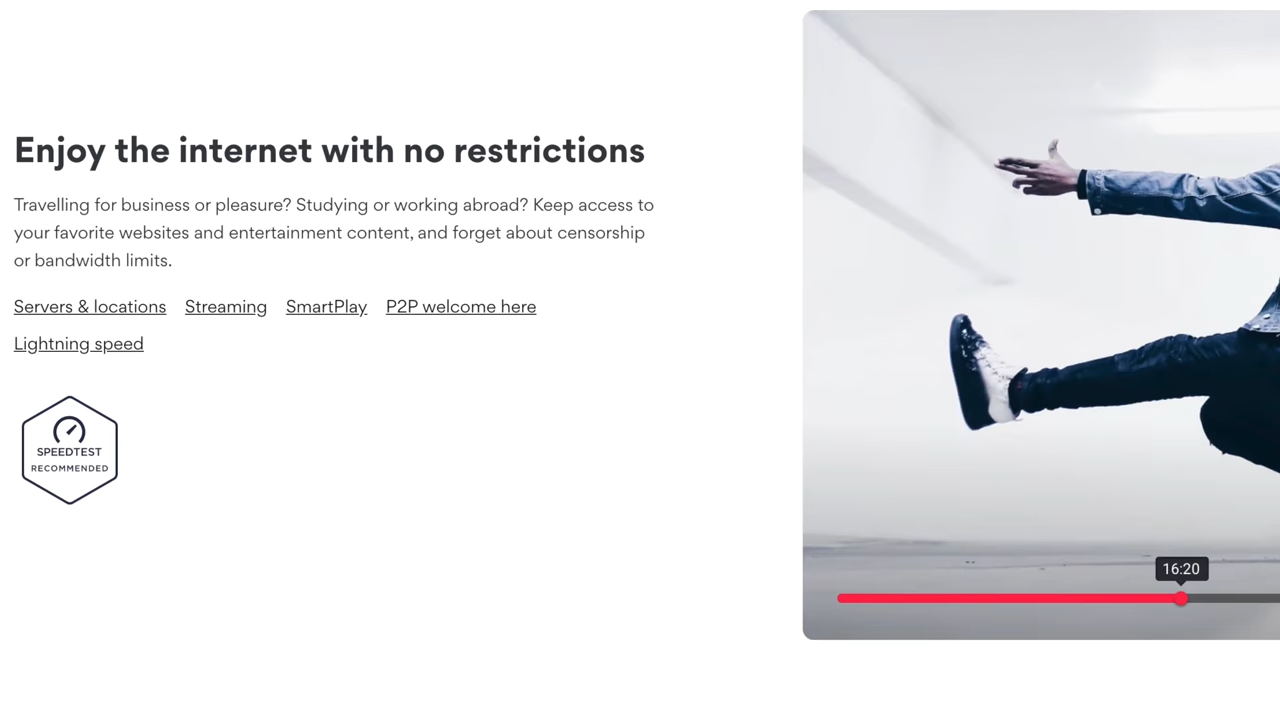 Enjoy the internet with no restrictions
Travelling for business or pleasure? Studying or working abroad? Keep access to
your favorite websites and entertainment content, and forget about censorship
or bandwidth limits.
Servers & locations Streaming SmartPlay P2P welcome here
Lightning speed
SPEEDTEST
RECOMMENDED
16:20